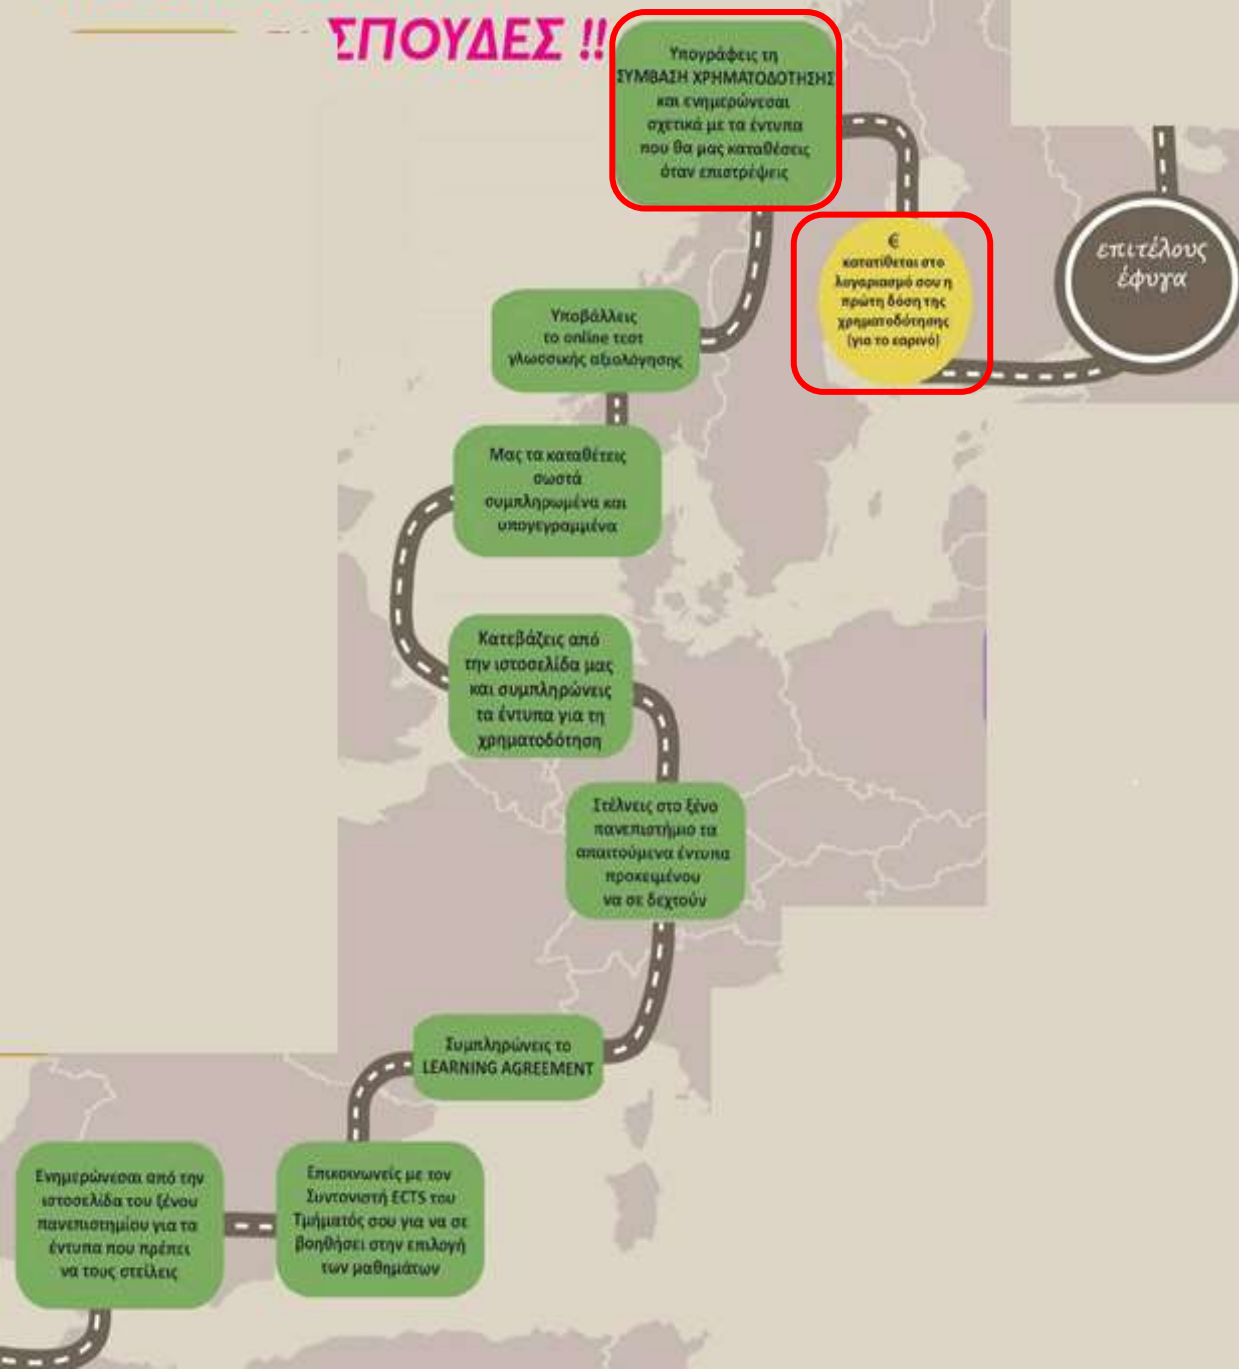 ΣΠΟΥΔΕΣ !!
Υπογράφεις τη
ΣΥΜΒΑΣΗ ΧΡΗΜΑΤΟΔΟΤΗΣΗΣ
και ενημερώνεσαι
σχετικά με τα έντυπα
που θα μας καταθέσεις
όταν επιστρέψεις
€
κατατίθεται στο
λογαριασμό σου η
πρώτη δόση της
χρηματοδότησης
(για το εαρινό)
επιτέλους
έφυγα
Υποβάλλεις
το online τεστ
γλωσσικής αξιολόγησης
Μας τα καταθέτεις
σωστά
συμπληρωμένα και
υπογεγραμμένα
Κατεβάζεις από
την ιστοσελίδα μας
και συμπληρώνεις
τα έντυπα για τη
χρηματοδότηση
Στέλνεις στο ξένο
πανεπιστήμιο τα
απαιτούμενα έντυπα
προκειμένου
να σε δεχτούν
Συμπληρώνεις το
LEARNING AGREEMENT
Ενημερώνεσαι από την
ιστοσελίδα του ξένου
πανεπιστημίου για τα
έντυπα που πρέπει
να τους στείλεις
Επικοινωνείς με τον
Συντονιστή ECTS του
Τμήματός σου για να σε
βοηθήσει στην επιλογή
των μαθημάτων